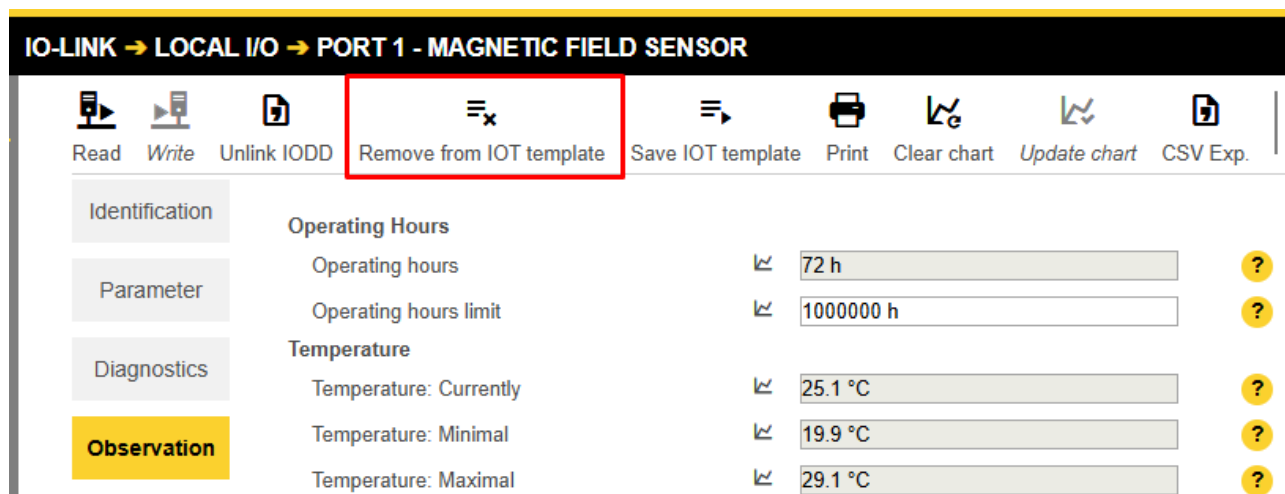 IO-LINK ➔ LOCAL I/O ➔ PORT 1 - MAGNETIC FIELD SENSOR
Read Write Unlink IODD Remove from IOT template Save IOT template Print Clear chart Update chart CSV Exp.
Identification
Parameter
Diagnostics
Observation
Operating Hours
Operating hours 72 h ?
Operating hours limit 1000000 h ?
Temperature
Temperature: Currently 25.1 °C ?
Temperature: Minimal 19.9 °C ?
Temperature: Maximal 29.1 °C ?